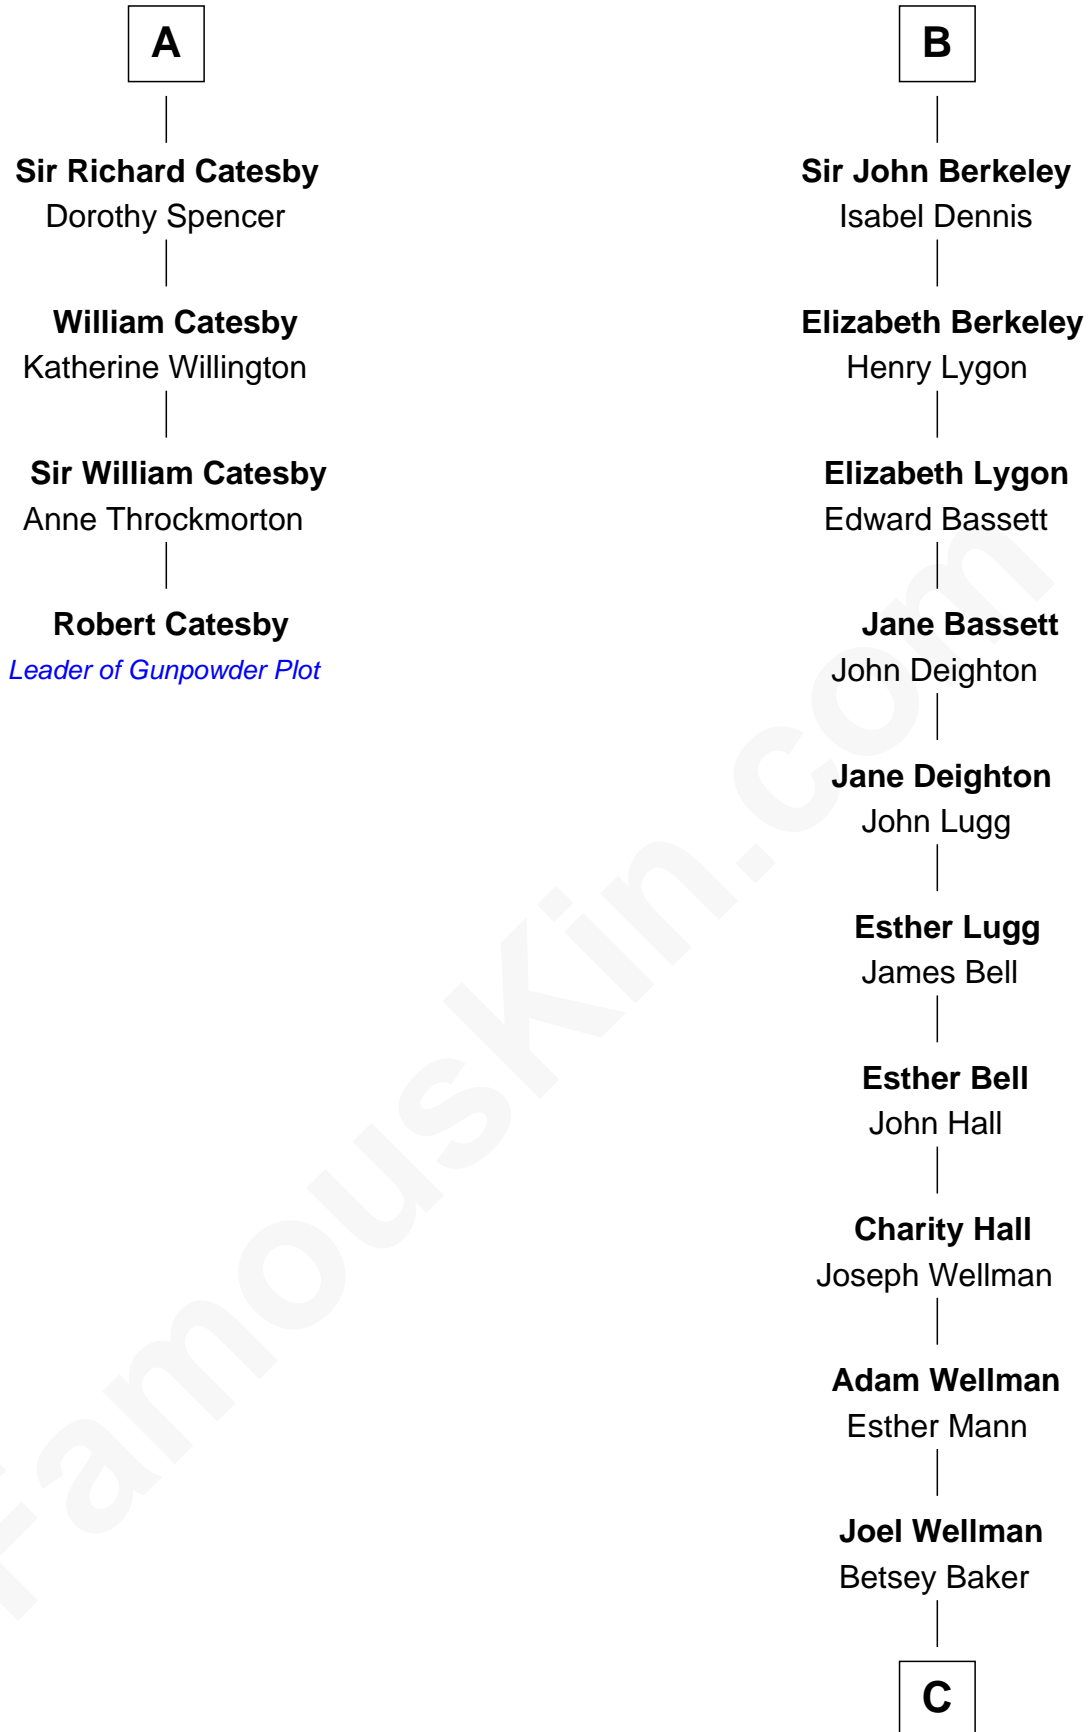 A
Sir Richard Catesby
Dorothy Spencer
William Catesby
Katherine Willington
Sir William Catesby
Anne Throckmorton
Robert Catesby
Leader of Gunpowder Plot
B
Sir John Berkeley
Isabel Dennis
Elizabeth Berkeley
Henry Lygon
Elizabeth Lygon
Edward Bassett
Jane Bassett
John Deighton
Jane Deighton
John Lugg
Esther Lugg
James Bell
Esther Bell
John Hall
Charity Hall
Joseph Wellman
Adam Wellman
Esther Mann
Joel Wellman
Betsey Baker
C
FamousKin.com